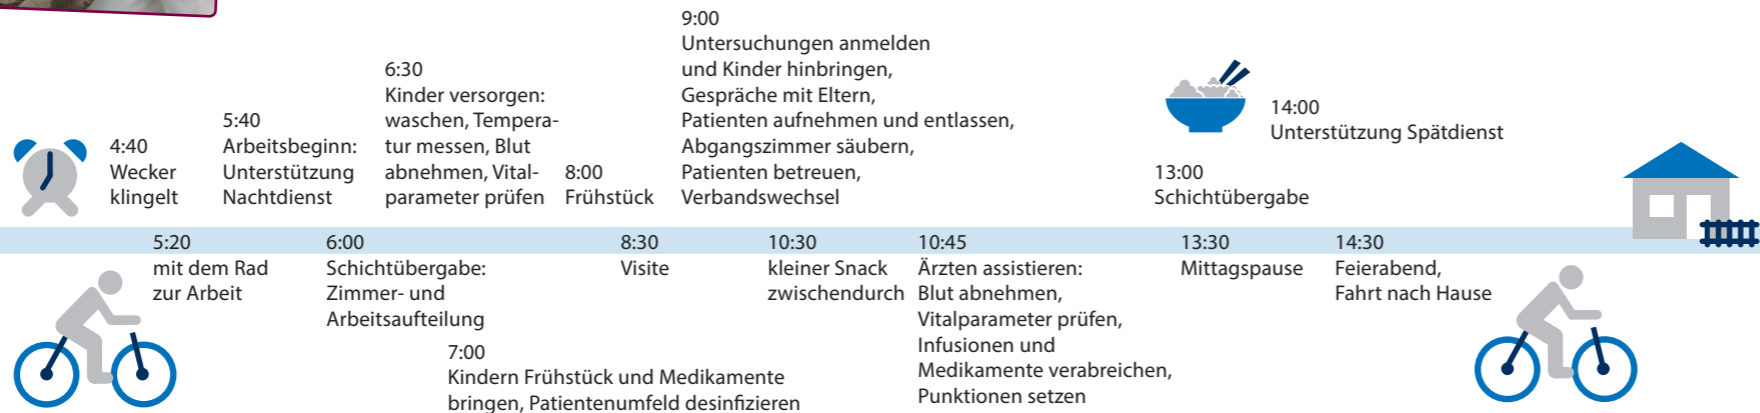 4:40
Wecker
klingelt
5:20
mit dem Rad
zur Arbeit
5:40
Arbeitsbeginn:
Unterstützung
Nachtdienst
6:00
Schichtübergabe:
Zimmer- und
Arbeitsaufteilung
6:30
Kinder versorgen:
waschen, Tempera-
tur messen, Blut
abnehmen, Vital-
parameter prüfen
7:00
Kindern Frühstück und Medikamente
bringen, Patientenumfeld desinfizieren
8:00
Frühstück
8:30
Visite
9:00
Untersuchungen anmelden
und Kinder hinbringen,
Gespräche mit Eltern,
Patienten aufnehmen und entlassen,
Abgangszimmer säubern,
Patienten betreuen,
Verbandswechsel
10:30
kleiner Snack
zwischendurch
10:45
Ärzten assistieren:
Blut abnehmen,
Vitalparameter prüfen,
Infusionen und
Medikamente verabreichen,
Punktionen setzen
13:00
Schichtübergabe
13:30
Mittagspause
14:00
Unterstützung Spätdienst
14:30
Feierabend,
Fahrt nach Hause